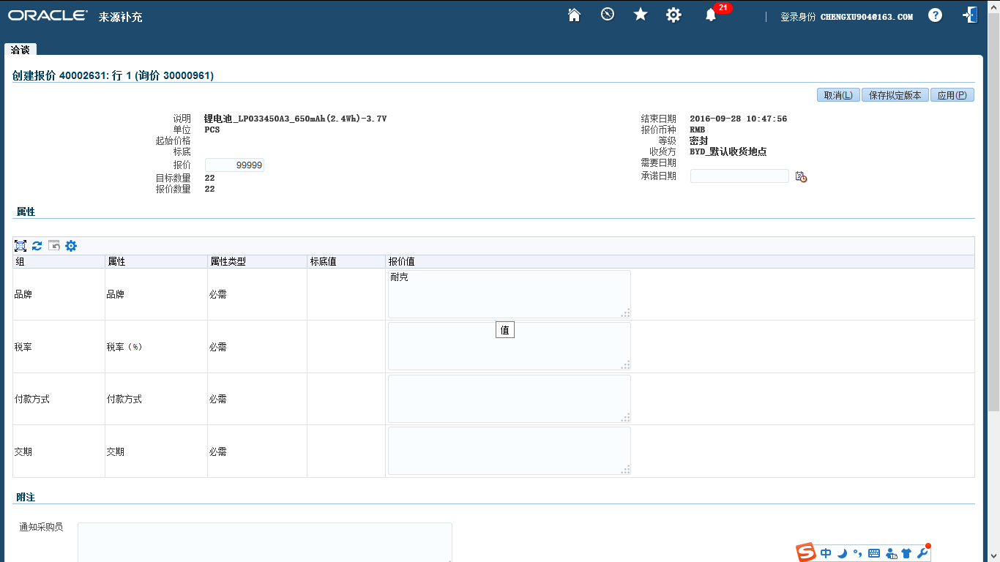 ORACLE 来源补充
21
登录身份 CHENGXU904@163.COM
洽谈
创建报价 40002631: 行 1 (询价 30000961)
取消(L) 保存拟定版本 应用(P)
说明 锂电池_LP033450A3_650mAh(2.4Wh)-3.7V
单位 PCS
起始价格
标底
报价 99999
目标数量 22
报价数量 22
结束日期 2016-09-28 10:47:56
报价币种 RMB
等级 密封
收货方 BYD_默认收货地点
需要日期
承诺日期
属性
组 属性 属性类型 标底值 报价值
品牌 品牌 必需 耐克
值
税率 税率（%） 必需
付款方式 付款方式 必需
交期 交期 必需
附注
通知采购员
中